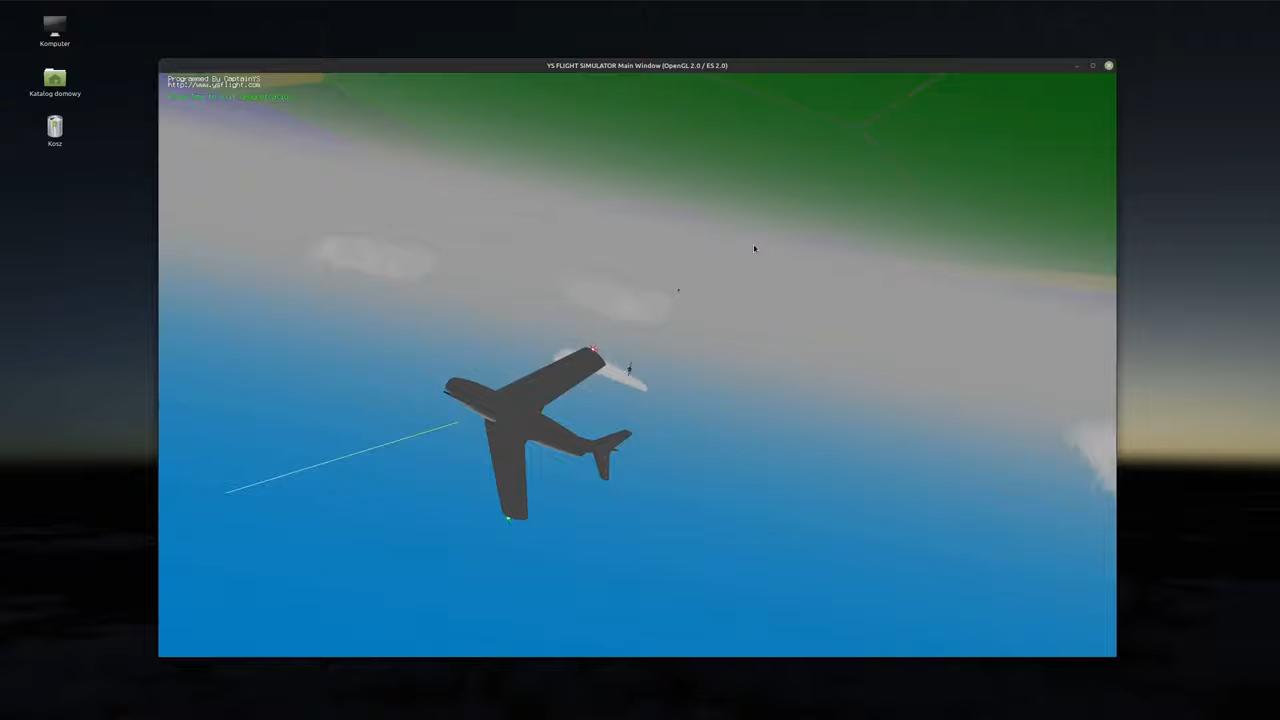 Komputer
Katalog domowy
Kosz
YS FLIGHT SIMULATOR Main Window (OpenGL 2.0 / ES 2.0)
Programmed By CaptainYS
http://www.ysflight.com